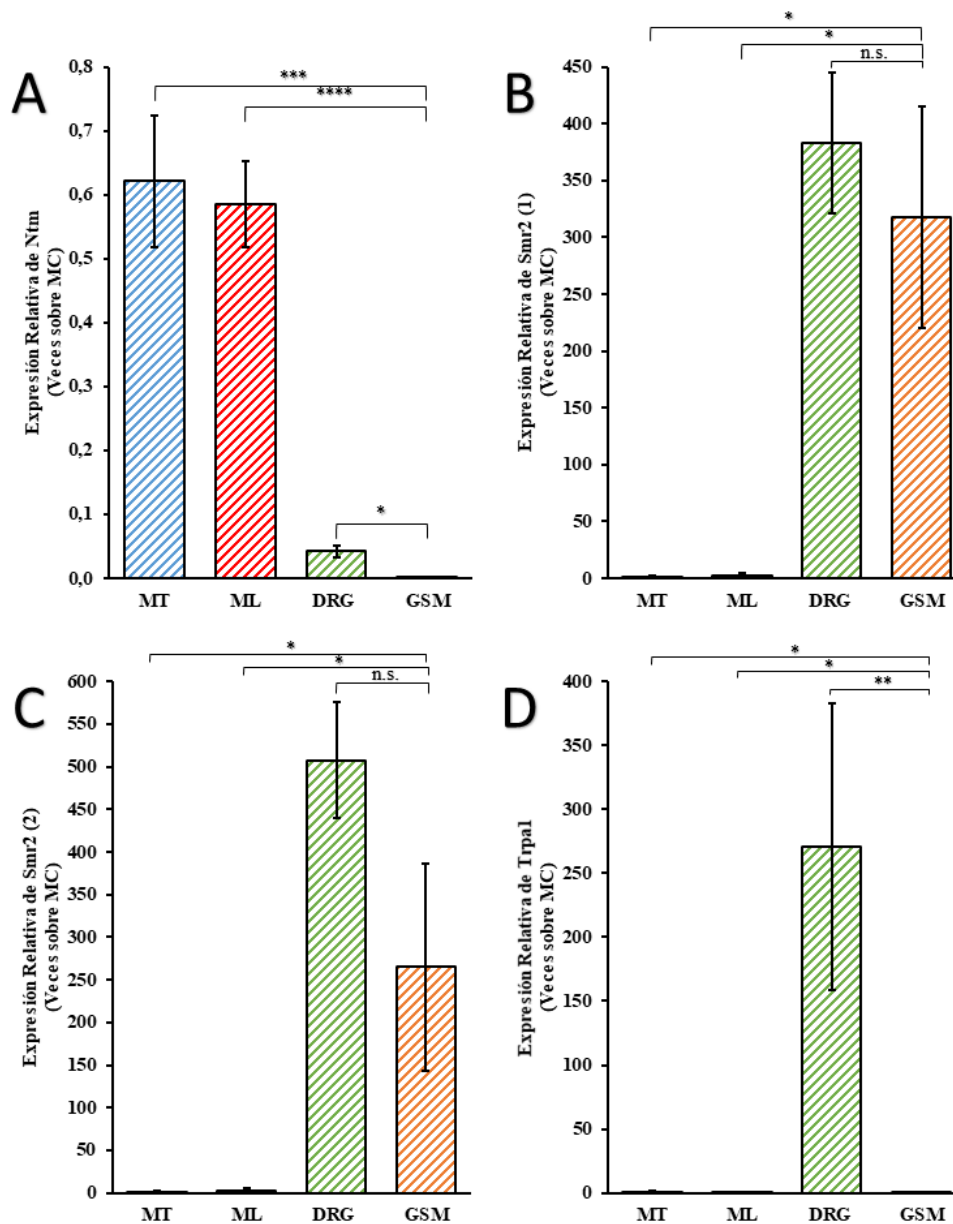 A
Expresión Relativa de Ntm
(Veces sobre MC)
***
****
*
0,8
0,7
0,6
0,5
0,4
0,3
0,2
0,1
0,0
MT ML DRG GSM
B
Expresión Relativa de Smr2 (1)
(Veces sobre MC)
*
*
n.s.
450
400
350
300
250
200
150
100
50
0
MT ML DRG GSM
C
Expresión Relativa de Smr2 (2)
(Veces sobre MC)
*
*
n.s.
600
550
500
450
400
350
300
250
200
150
100
50
0
MT ML DRG GSM
D
Expresión Relativa de Trpa1
(Veces sobre MC)
*
*
**
400
350
300
250
200
150
100
50
0
MT ML DRG GSM